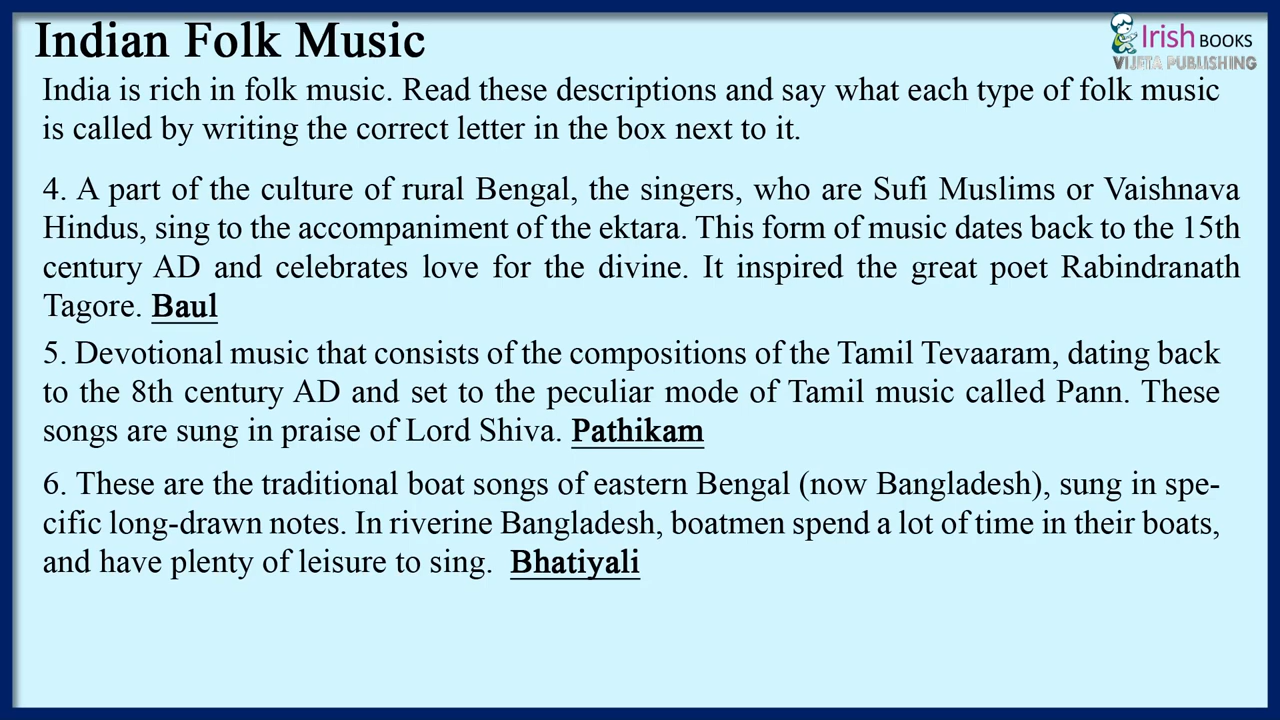 Indian Folk Music
Irish BOOKS
VIJETA PUBLISHING
India is rich in folk music. Read these descriptions and say what each type of folk music
is called by writing the correct letter in the box next to it.
4. A part of the culture of rural Bengal, the singers, who are Sufi Muslims or Vaishnava
Hindus, sing to the accompaniment of the ektara. This form of music dates back to the 15th
century AD and celebrates love for the divine. It inspired the great poet Rabindranath
Tagore. Baul
5. Devotional music that consists of the compositions of the Tamil Tevaaram, dating back
to the 8th century AD and set to the peculiar mode of Tamil music called Pann. These
songs are sung in praise of Lord Shiva. Pathikam
6. These are the traditional boat songs of eastern Bengal (now Bangladesh), sung in spe-
cific long-drawn notes. In riverine Bangladesh, boatmen spend a lot of time in their boats,
and have plenty of leisure to sing. Bhatiyali